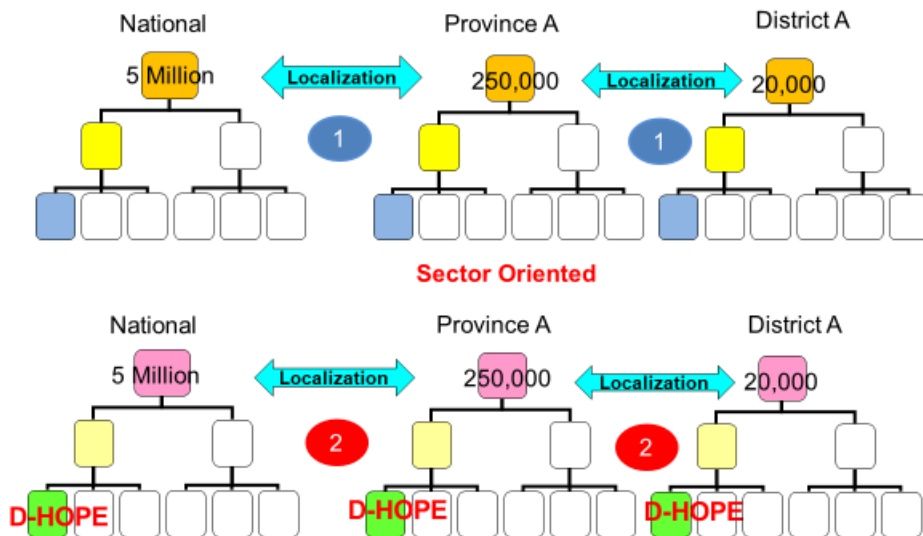 National
Province A
District A
5 Million
Localization
250,000
Localization
20,000
1
1
Sector Oriented
National
Province A
District A
5 Million
Localization
250,000
Localization
20,000
2
2
D-HOPE
D-HOPE
D-HOPE